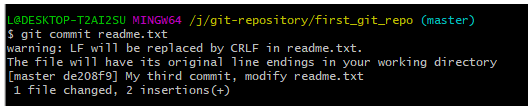 L@DESKTOP-T2AI2SU MINGW64 /j/git-repository/first_git_repo (master)
$ git commit readme.txt
warning: LF will be replaced by CRLF in readme.txt.
The file will have its original line endings in your working directory
[master de208f9] My third commit, modify readme.txt
 1 file changed, 2 insertions(+)